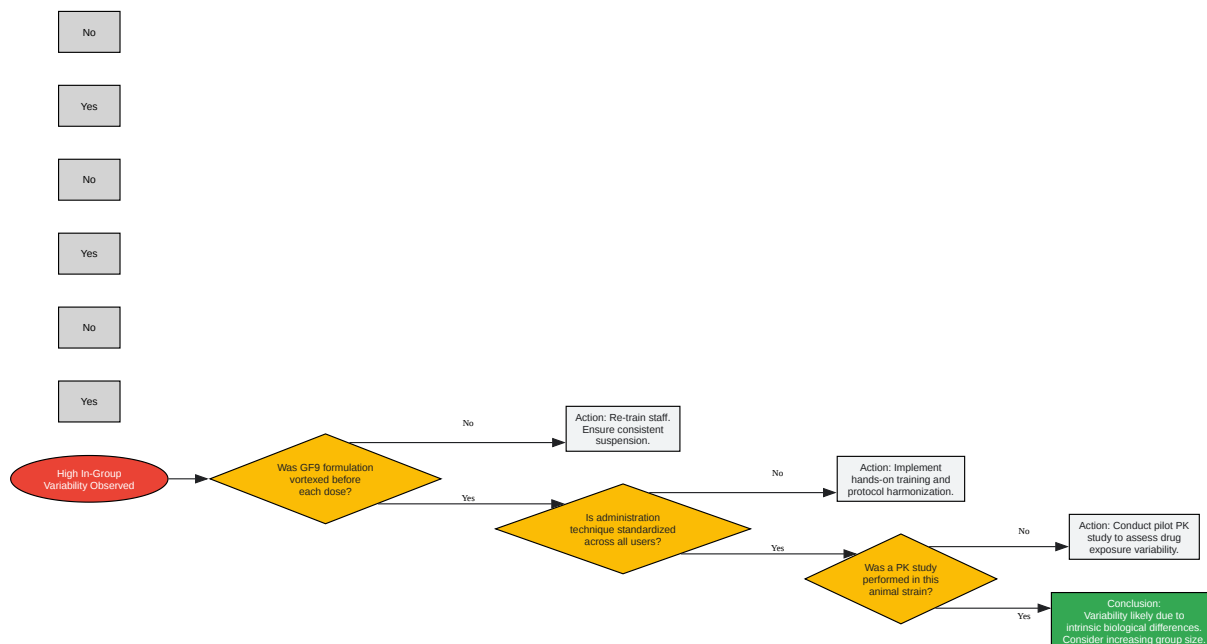 No
Yes
No
Yes
No
Yes
High In-Group
Variability Observed
Was GF9 formulation
vortexed before
each dose?
No
Action: Re-train staff.
Ensure consistent
suspension.
Yes
Is administration
technique standardized
across all users?
No
Action: Implement
hands-on training and
protocol harmonization.
Yes
Was a PK study
performed in this
animal strain?
No
Action: Conduct pilot PK
study to assess drug
exposure variability.
Yes
Conclusion:
Variability likely due to
intrinsic biological differences.
Consider increasing group size.